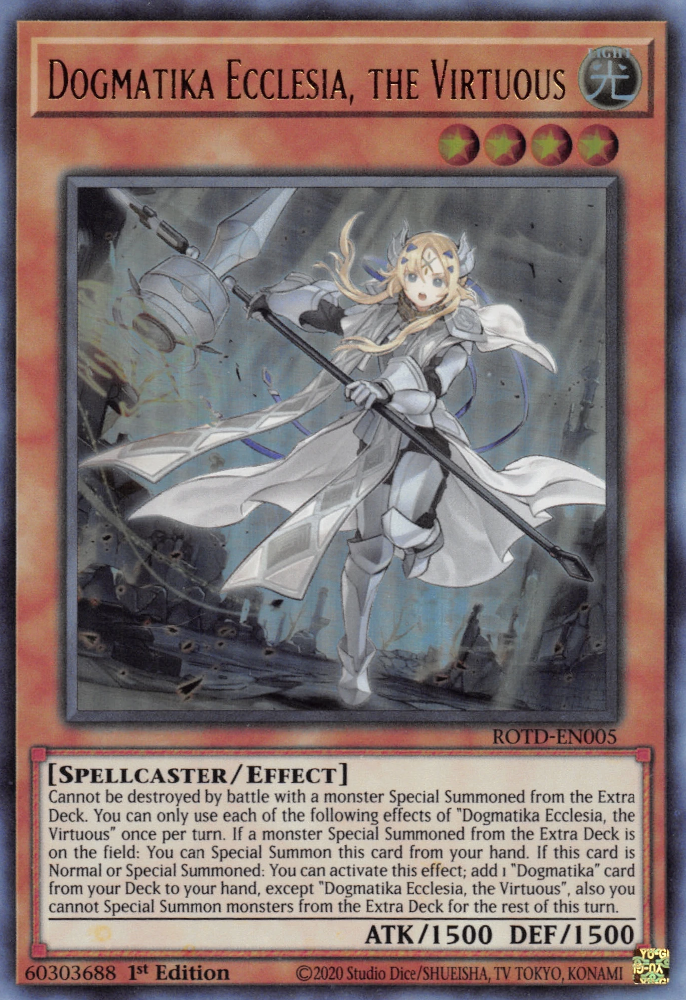 DOGMATIKA ECCLESIA, THE VIRTUOUS
LIGHT
光
ROTD-EN005
[SPELLCASTER/EFFECT]
Cannot be destroyed by battle with a monster Special Summoned from the Extra
Deck. You can only use each of the following effects of "Dogmatika Ecclesia, the
Virtuous" once per turn. If a monster Special Summoned from the Extra Deck is
on the field: You can Special Summon this card from your hand. If this card is
Normal or Special Summoned: You can activate this effect; add 1 "Dogmatika" card
from your Deck to your hand, except "Dogmatika Ecclesia, the Virtuous", also you
cannot Special Summon monsters from the Extra Deck for the rest of this turn.
ATK/1500 DEF/1500
60303688 1st Edition ©2020 Studio Dice/SHUEISHA, TV TOKYO, KONAMI